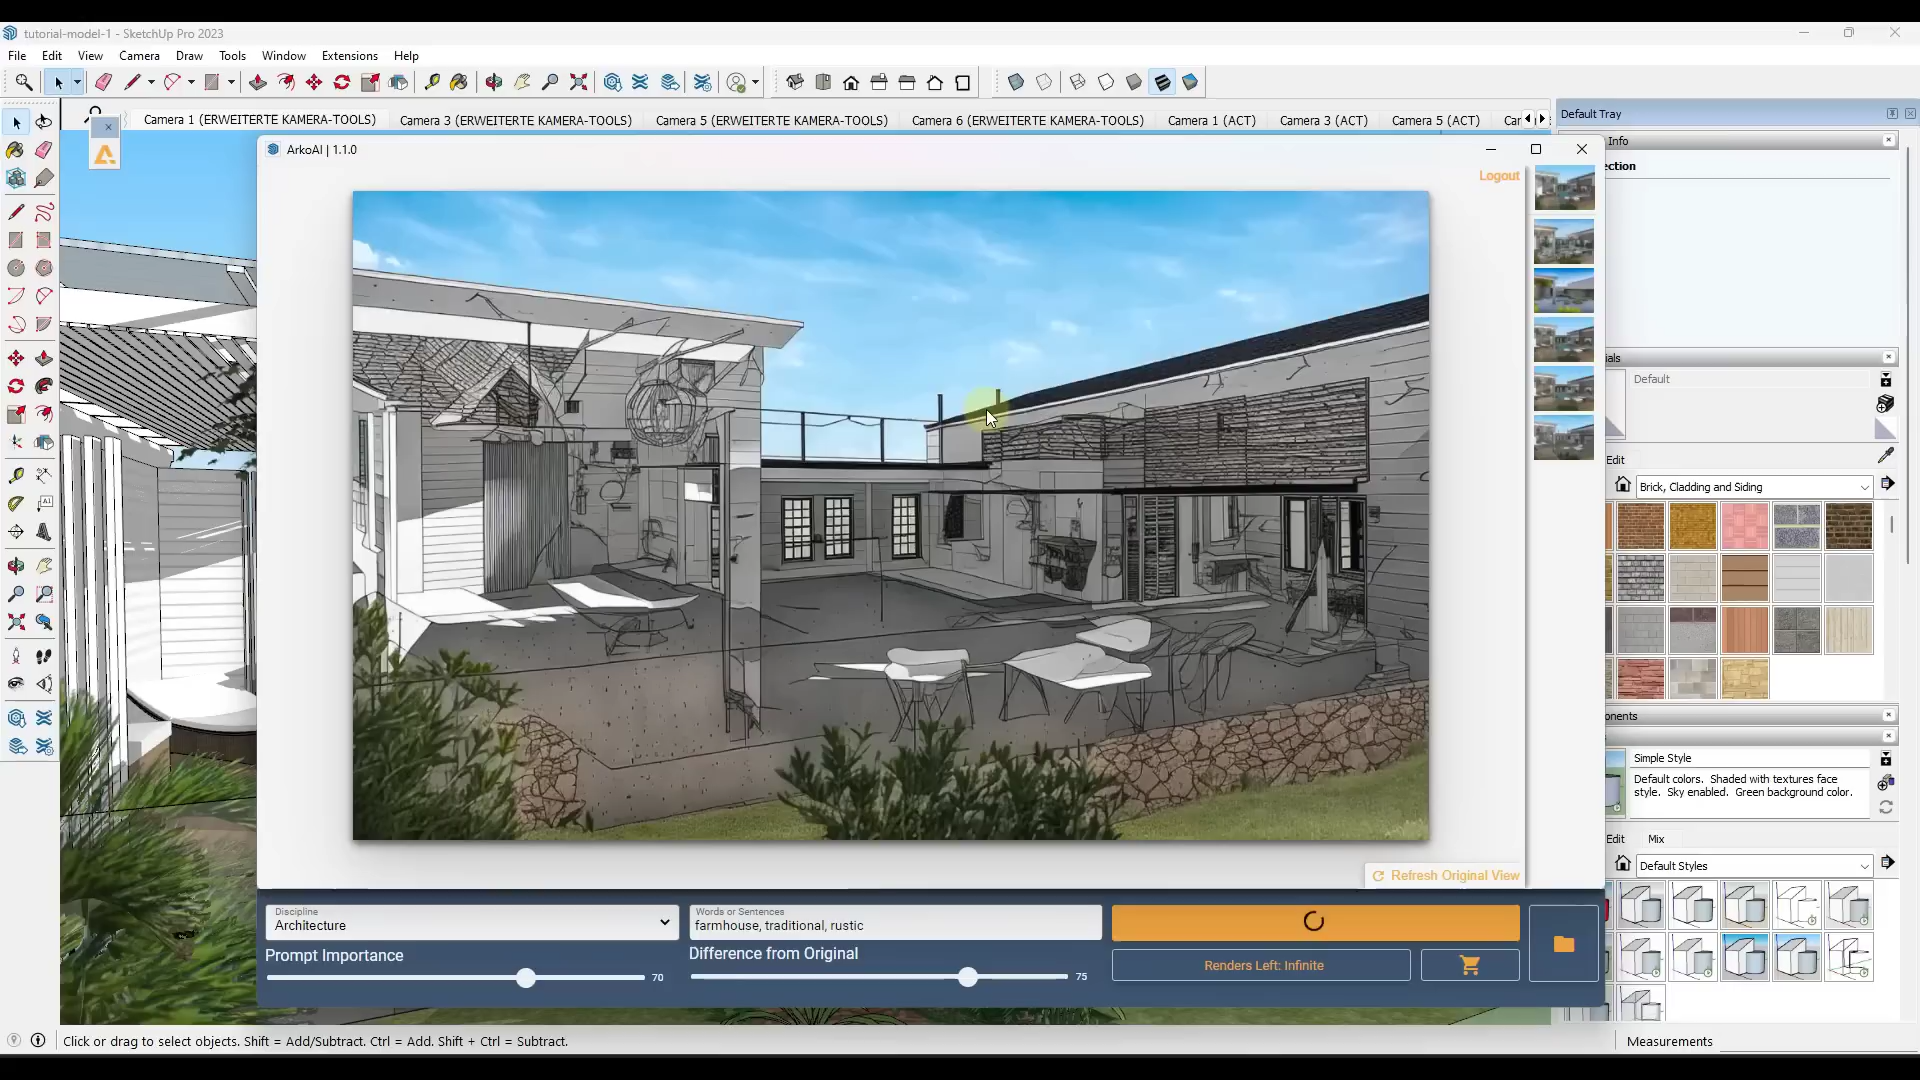 tutorial-model-1 - SketchUp Pro 2023
File Edit View Camera Draw Tools Window Extensions Help
Camera 1 (ERWEITERTE KAMERA-TOOLS) Camera 3 (ERWEITERTE KAMERA-TOOLS) Camera 5 (ERWEITERTE KAMERA-TOOLS) Camera 6 (ERWEITERTE KAMERA-TOOLS) Camera 1 (ACT) Camera 3 (ACT) Camera 5 (ACT) Car
Default Tray
Info
ection
ArkoAI | 1.1.0
Logout
ials
Default
Edit
Brick, Cladding and Siding
onents
Simple Style
Default colors. Shaded with textures face
style. Sky enabled. Green background color.
Edit Mix
Default Styles
Refresh Original View
Discipline
Architecture
Words or Sentences
farmhouse, traditional, rustic
Prompt Importance
70
Difference from Original
75
Renders Left: Infinite
Click or drag to select objects. Shift = Add/Subtract. Ctrl = Add. Shift + Ctrl = Subtract.
Measurements